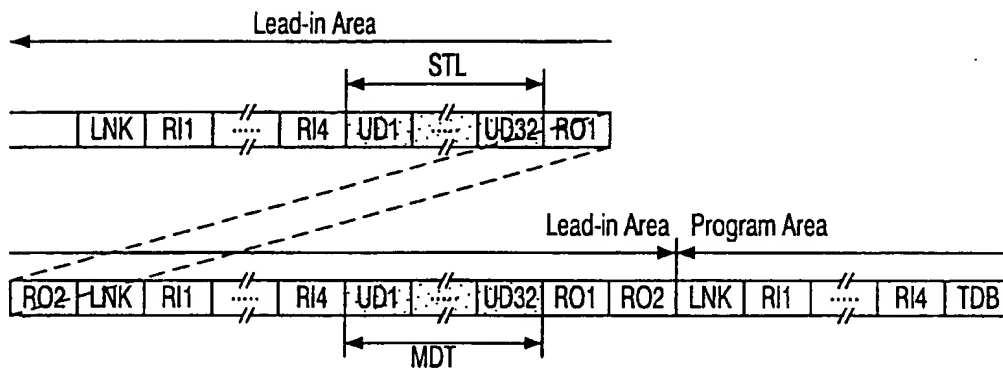 Lead-in Area
STL
LNK RI1 ..... RI4 UD1 ..... UD32 RO1
Lead-in Area Program Area
RO2 LNK RI1 ..... RI4 UD1 ..... UD32 RO1 RO2 LNK RI1 ..... RI4 TDB
MDT